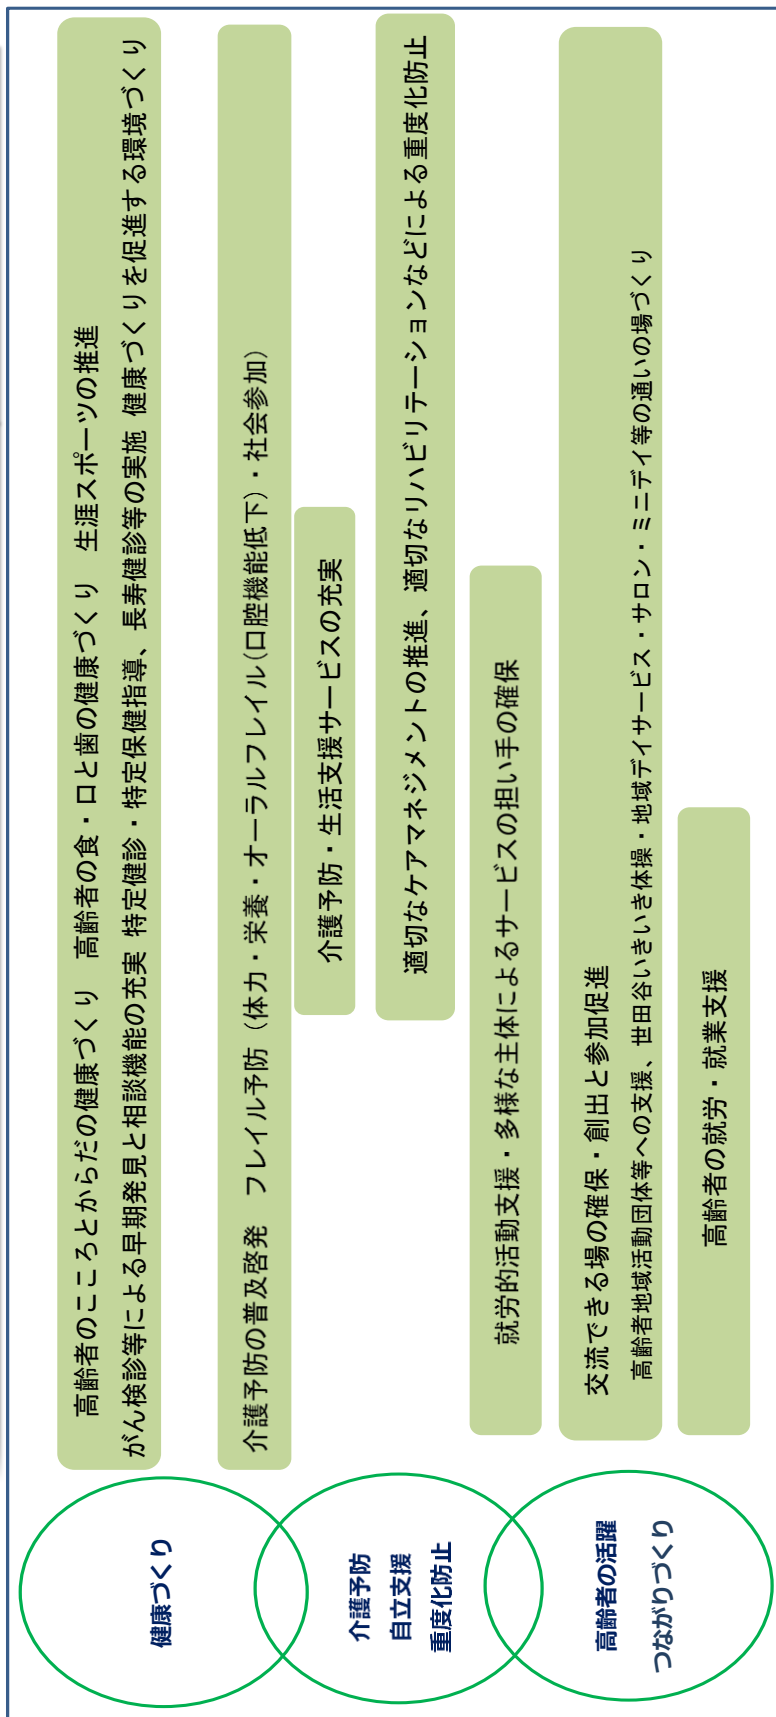 健康づくり
高齢者のこころとからだの健康づくり　高齢者の食・口と歯の健康づくり　生涯スポーツの推進
がん検診等による早期発見と相談機能の充実 特定健診・特定保健指導、長寿健診等の実施 健康づくりを促進する環境づくり
介護予防
自立支援
重度化防止
介護予防の普及啓発　フレイル予防（体力・栄養・オーラルフレイル(口腔機能低下)・社会参加）
介護予防・生活支援サービスの充実
適切なケアマネジメントの推進、適切なリハビリテーションなどによる重度化防止
就労的活動支援・多様な主体によるサービスの担い手の確保
高齢者の活躍
つながりづくり
交流できる場の確保・創出と参加促進
高齢者地域活動団体等への支援、世田谷いきいき体操・地域デイサービス・サロン・ミニデイ等の通いの場づくり
高齢者の就労・就業支援